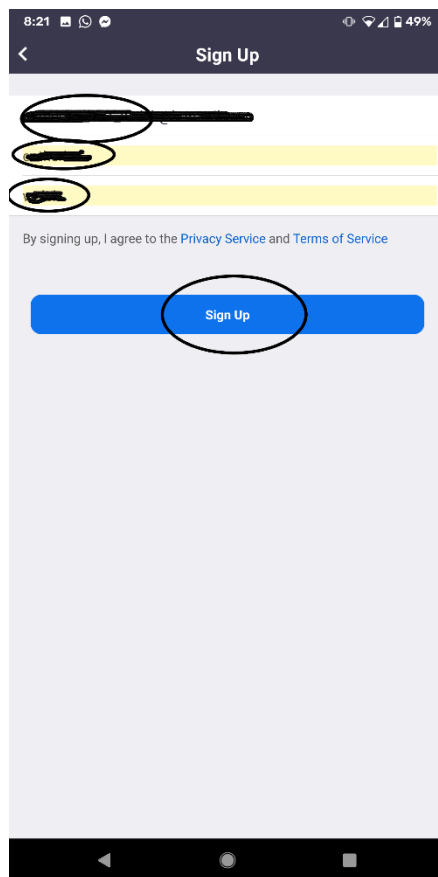 8:21 49%
Sign Up
By signing up, I agree to the Privacy Service and Terms of Service
Sign Up